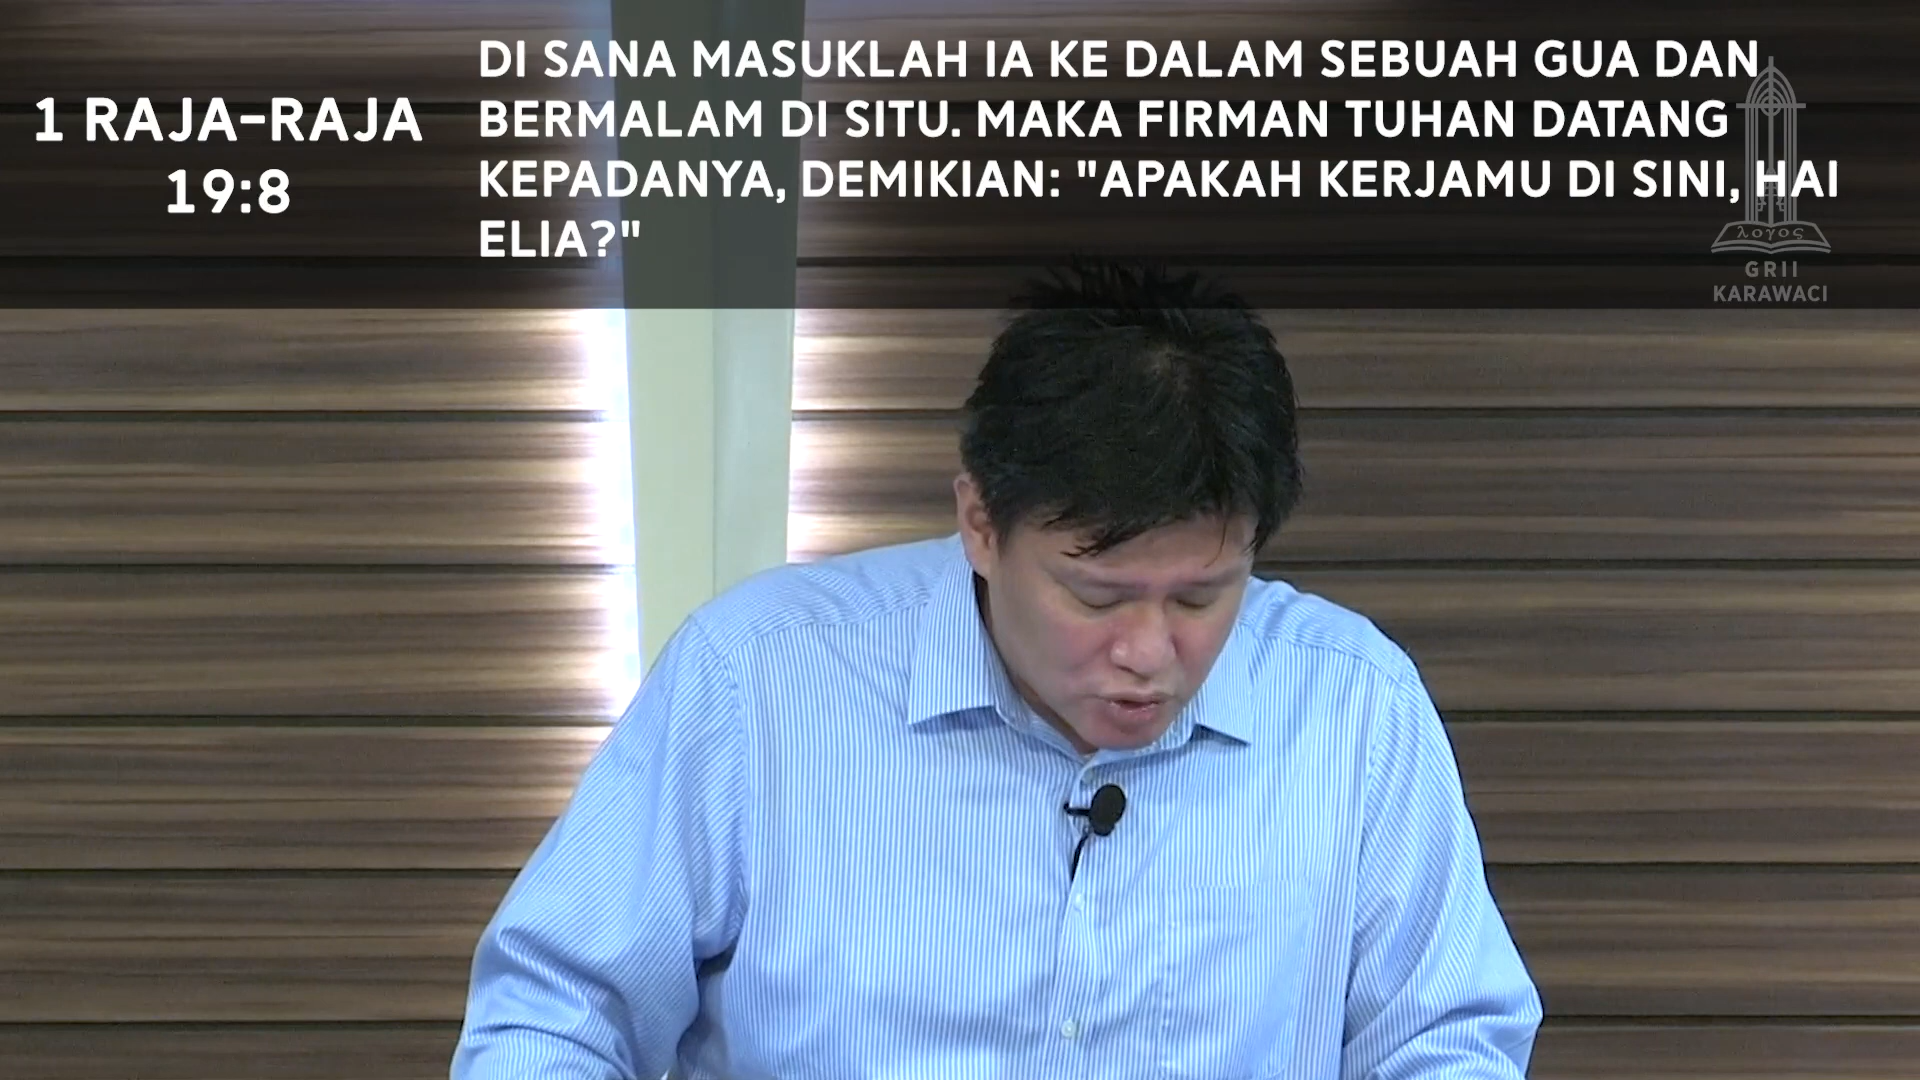 1 RAJA-RAJA
19:8
DI SANA MASUKLAH IA KE DALAM SEBUAH GUA DAN
BERMALAM DI SITU. MAKA FIRMAN TUHAN DATANG
KEPADANYA, DEMIKIAN: "APAKAH KERJAMU DI SINI, HAI
ELIA?"
λογος
GRII
KARAWACI